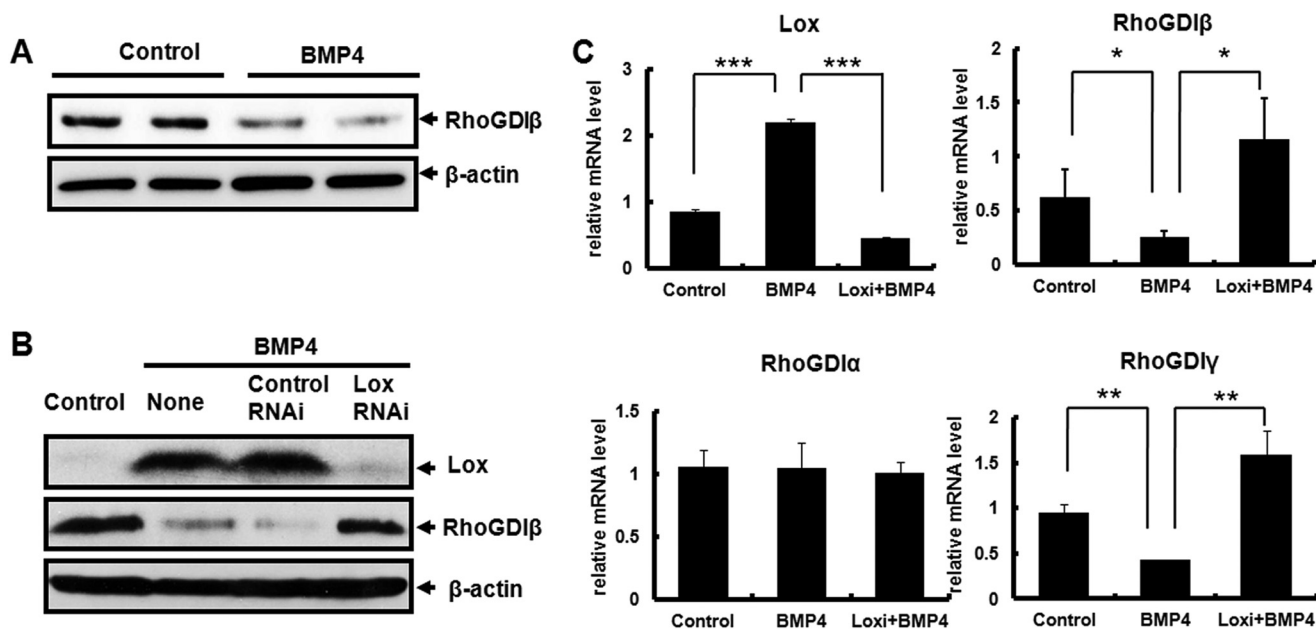 A
Control
BMP4
RhoGDIβ
β-actin
B
BMP4
Control
None
Control
RNAi
Lox
RNAi
Lox
RhoGDIβ
β-actin
C
Lox
relative mRNA level
3
2
1
0
***
***
Control
BMP4
Loxi+BMP4
RhoGDIβ
relative mRNA level
2
1.5
1
0.5
0
*
*
Control
BMP4
Loxi+BMP4
RhoGDIα
relative mRNA level
1.5
1
0.5
0
Control
BMP4
Loxi+BMP4
RhoGDIγ
relative mRNA level
2
1.5
1
0.5
0
**
**
Control
BMP4
Loxi+BMP4